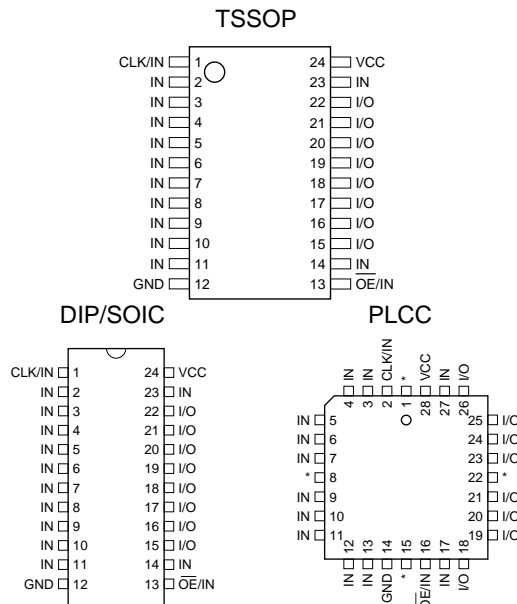 TSSOP
CLK/IN 1 24 VCC
IN 2 23 IN
IN 3 22 I/O
IN 4 21 I/O
IN 5 20 I/O
IN 6 19 I/O
IN 7 18 I/O
IN 8 17 I/O
IN 9 16 I/O
IN 10 15 I/O
IN 11 14 IN
GND 12 13 OE/IN
DIP/SOIC
CLK/IN 1 24 VCC
IN 2 23 IN
IN 3 22 I/O
IN 4 21 I/O
IN 5 20 I/O
IN 6 19 I/O
IN 7 18 I/O
IN 8 17 I/O
IN 9 16 I/O
IN 10 15 I/O
IN 11 14 IN
GND 12 13 OE/IN
PLCC
IN IN CLK/IN * VCC IN I/O
4 3 2 1 28 27 26
IN 5 25 I/O
IN 6 24 I/O
IN 7 23 I/O
* 8 22 *
IN 9 21 I/O
IN 10 20 I/O
IN 11 19 I/O
12 13 14 15 16 17 18
IN IN GND * OE/IN IN I/O